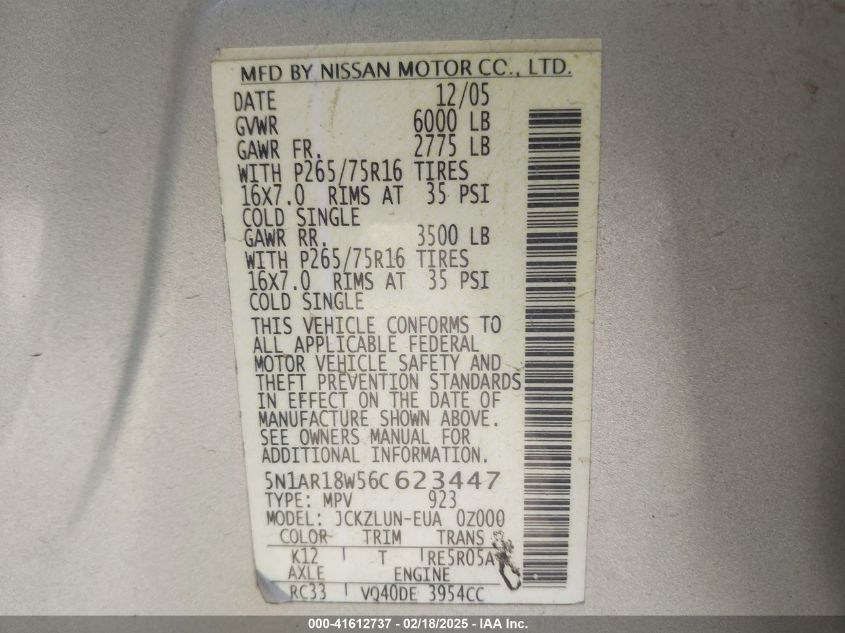 MFD BY NISSAN MOTOR CO., LTD.
DATE 12/05
GVWR 6000 LB
GAWR FR. 2775 LB
WITH P265/75R16 TIRES
16X7.0 RIMS AT 35 PSI
COLD SINGLE
GAWR RR. 3500 LB
WITH P265/75R16 TIRES
16X7.0 RIMS AT 35 PSI
COLD SINGLE
THIS VEHICLE CONFORMS TO
ALL APPLICABLE FEDERAL
MOTOR VEHICLE SAFETY AND
THEFT PREVENTION STANDARDS
IN EFFECT ON THE DATE OF
MANUFACTURE SHOWN ABOVE.
SEE OWNERS MANUAL FOR
ADDITIONAL INFORMATION.
5N1AR18W56C623447
TYPE: MPV 923
MODEL: JCKZLUN-EUA 0Z000
COLOR TRIM TRANS
K12 T RE5R05A
AXLE ENGINE
RC33 VQ40DE 3954CC
000-41612737 - 02/18/2025 - IAA Inc.